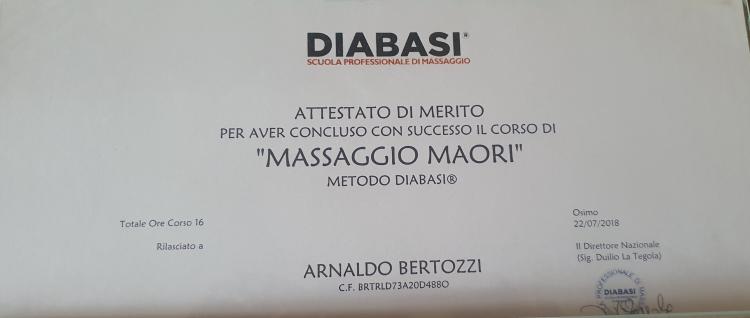 DIABASI®
SCUOLA PROFESSIONALE DI MASSAGGIO
ATTESTATO DI MERITO
PER AVER CONCLUSO CON SUCCESSO IL CORSO DI
"MASSAGGIO MAORI"
METODO DIABASI®
Totale Ore Corso 16
Osimo
22/07/2018
Rilasciato a
Il Direttore Nazionale
(Sig. Duilio La Tegola)
ARNALDO BERTOZZI
C.F. BRTRLD73A20D488O
PROFESSIONALE DI
DIABASI